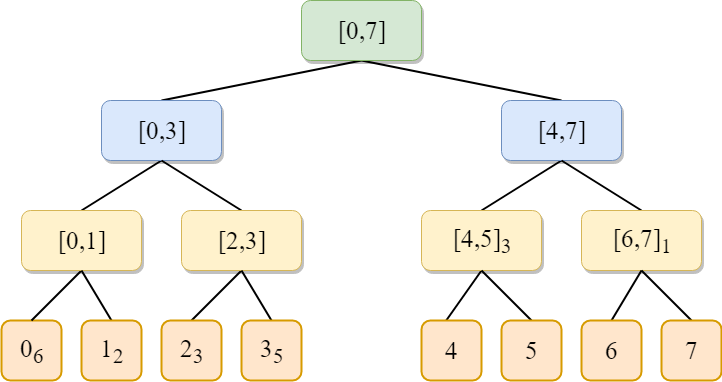 [0,7]
[0,3] [4,7]
[0,1] [2,3] [4,5]₃ [6,7]₁
0₆ 1₂ 2₃ 3₅ 4 5 6 7